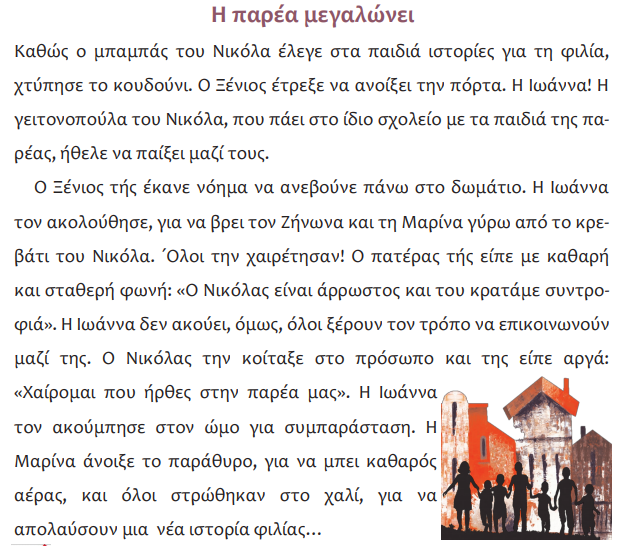 Η παρέα μεγαλώνει
Καθώς ο μπαμπάς του Νικόλα έλεγε στα παιδιά ιστορίες για τη φιλία,
χτύπησε το κουδούνι. Ο Ξένιος έτρεξε να ανοίξει την πόρτα. Η Ιωάννα! Η
γειτονοπούλα του Νικόλα, που πάει στο ίδιο σχολείο με τα παιδιά της πα-
ρέας, ήθελε να παίξει μαζί τους.
Ο Ξένιος τής έκανε νόημα να ανεβούνε πάνω στο δωμάτιο. Η Ιωάννα
τον ακολούθησε, για να βρει τον Ζήνωνα και τη Μαρίνα γύρω από το κρε-
βάτι του Νικόλα. Όλοι την χαιρέτησαν! Ο πατέρας τής είπε με καθαρή
και σταθερή φωνή: «Ο Νικόλας είναι άρρωστος και του κρατάμε συντρο-
φιά». Η Ιωάννα δεν ακούει, όμως, όλοι ξέρουν τον τρόπο να επικοινωνούν
μαζί της. Ο Νικόλας την κοίταξε στο πρόσωπο και της είπε αργά:
«Χαίρομαι που ήρθες στην παρέα μας». Η Ιωάννα
τον ακούμπησε στον ώμο για συμπαράσταση. Η
Μαρίνα άνοιξε το παράθυρο, για να μπει καθαρός
αέρας, και όλοι στρώθηκαν στο χαλί, για να
απολαύσουν μια νέα ιστορία φιλίας...